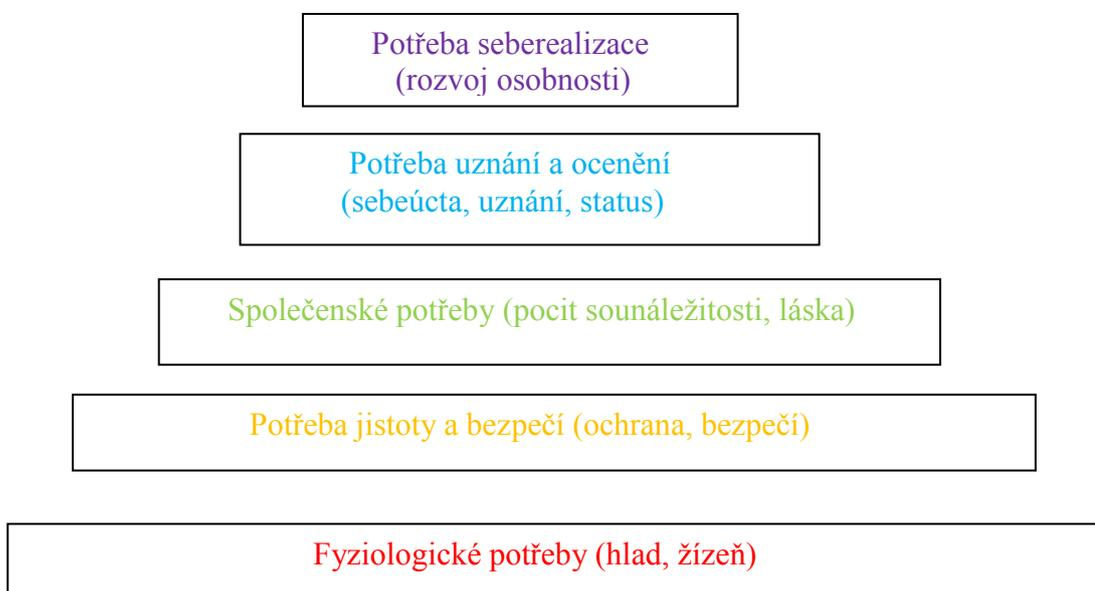 Potřeba seberealizace
(rozvoj osobnosti)
Potřeba uznání a ocenění
(sebeúcta, uznání, status)
Společenské potřeby (pocit sounáležitosti, láska)
Potřeba jistoty a bezpečí (ochrana, bezpečí)
Fyziologické potřeby (hlad, žízeň)